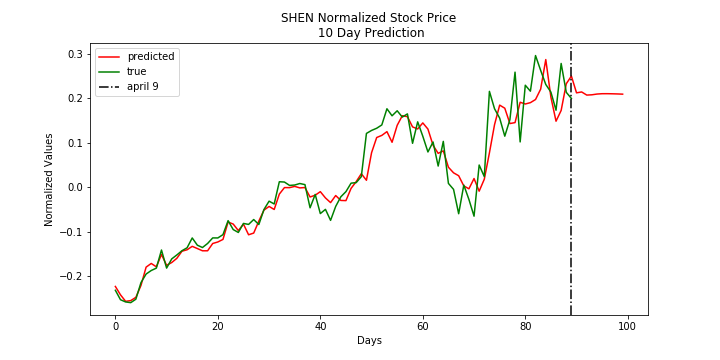 SHEN Normalized Stock Price
10 Day Prediction
predicted
true
april 9
Normalized Values
0.3
0.2
0.1
0.0
−0.1
−0.2
0
20
40
60
80
100
Days